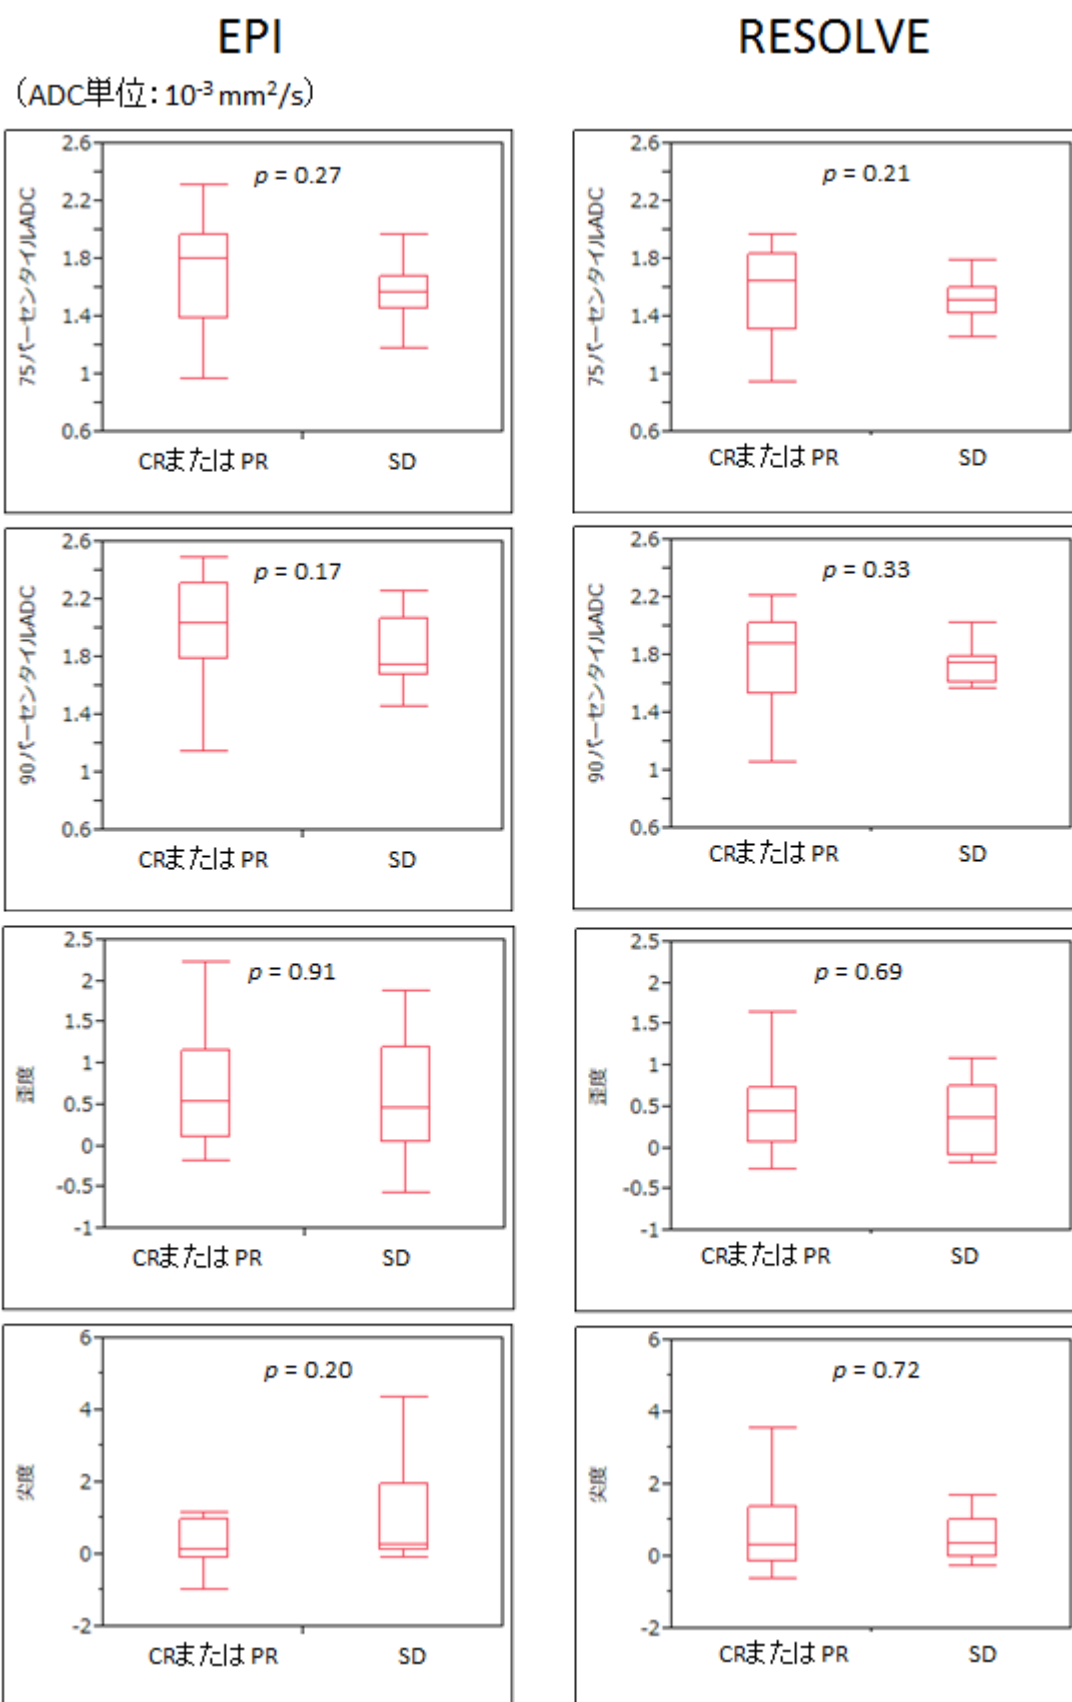 EPI
RESOLVE
(ADC単位: 10⁻³ mm²/s)
75パーセンタイルADC
2.6
2.2
1.8
1.4
1
0.6
p = 0.27
CRまたは PR
SD
75パーセンタイルADC
2.6
2.2
1.8
1.4
1
0.6
p = 0.21
CRまたは PR
SD
90パーセンタイルADC
2.6
2.2
1.8
1.4
1
0.6
p = 0.17
CRまたは PR
SD
90パーセンタイルADC
2.6
2.2
1.8
1.4
1
0.6
p = 0.33
CRまたは PR
SD
歪度
2.5
2
1.5
1
0.5
0
-0.5
-1
p = 0.91
CRまたは PR
SD
歪度
2.5
2
1.5
1
0.5
0
-0.5
-1
p = 0.69
CRまたは PR
SD
尖度
6
4
2
0
-2
p = 0.20
CRまたは PR
SD
尖度
6
4
2
0
-2
p = 0.72
CRまたは PR
SD